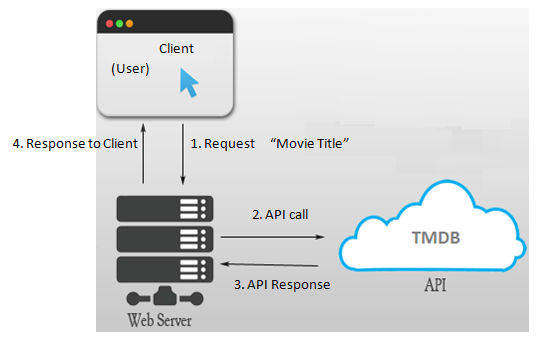 Client
(User)
4. Response to Client
1. Request "Movie Title"
2. API call
TMDB
3. API Response
API
Web Server